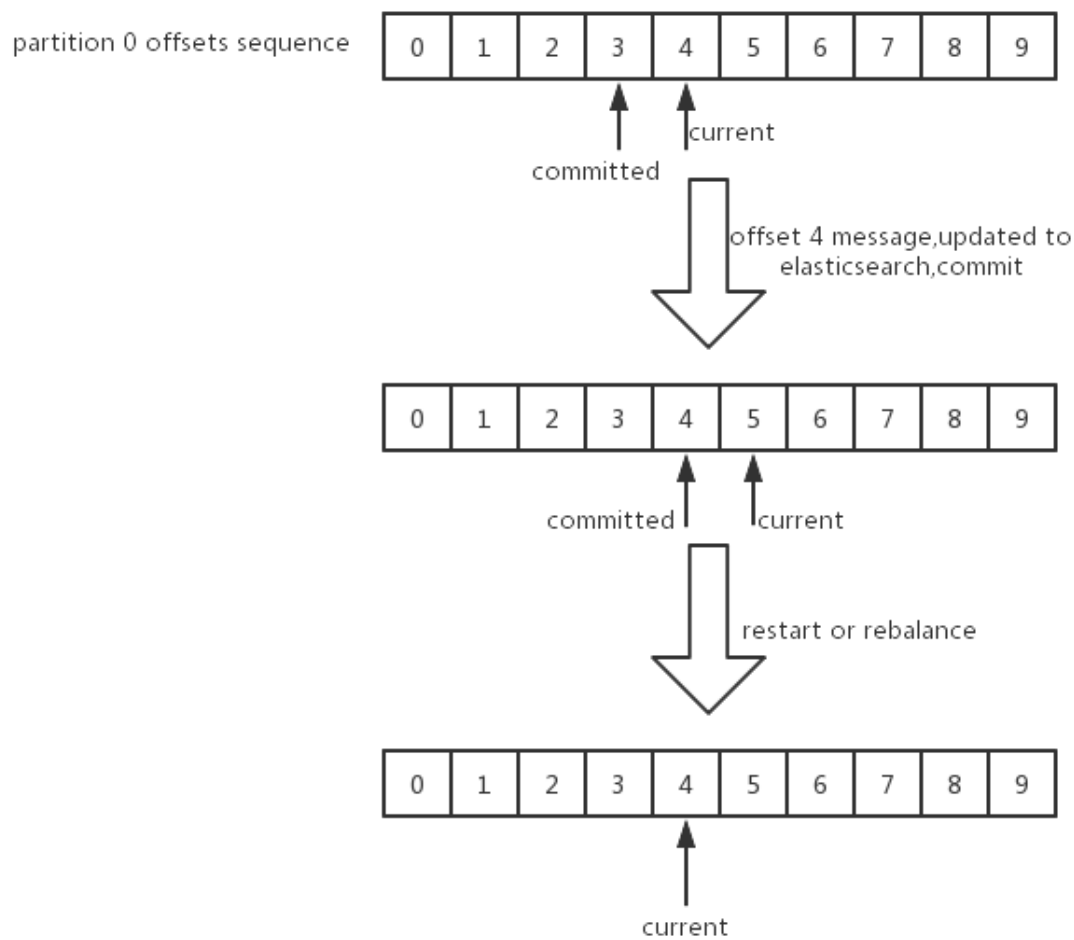 partition 0 offsets sequence
0 1 2 3 4 5 6 7 8 9
current
committed
offset 4 message,updated to
elasticsearch,commit
0 1 2 3 4 5 6 7 8 9
committed current
restart or rebalance
0 1 2 3 4 5 6 7 8 9
current